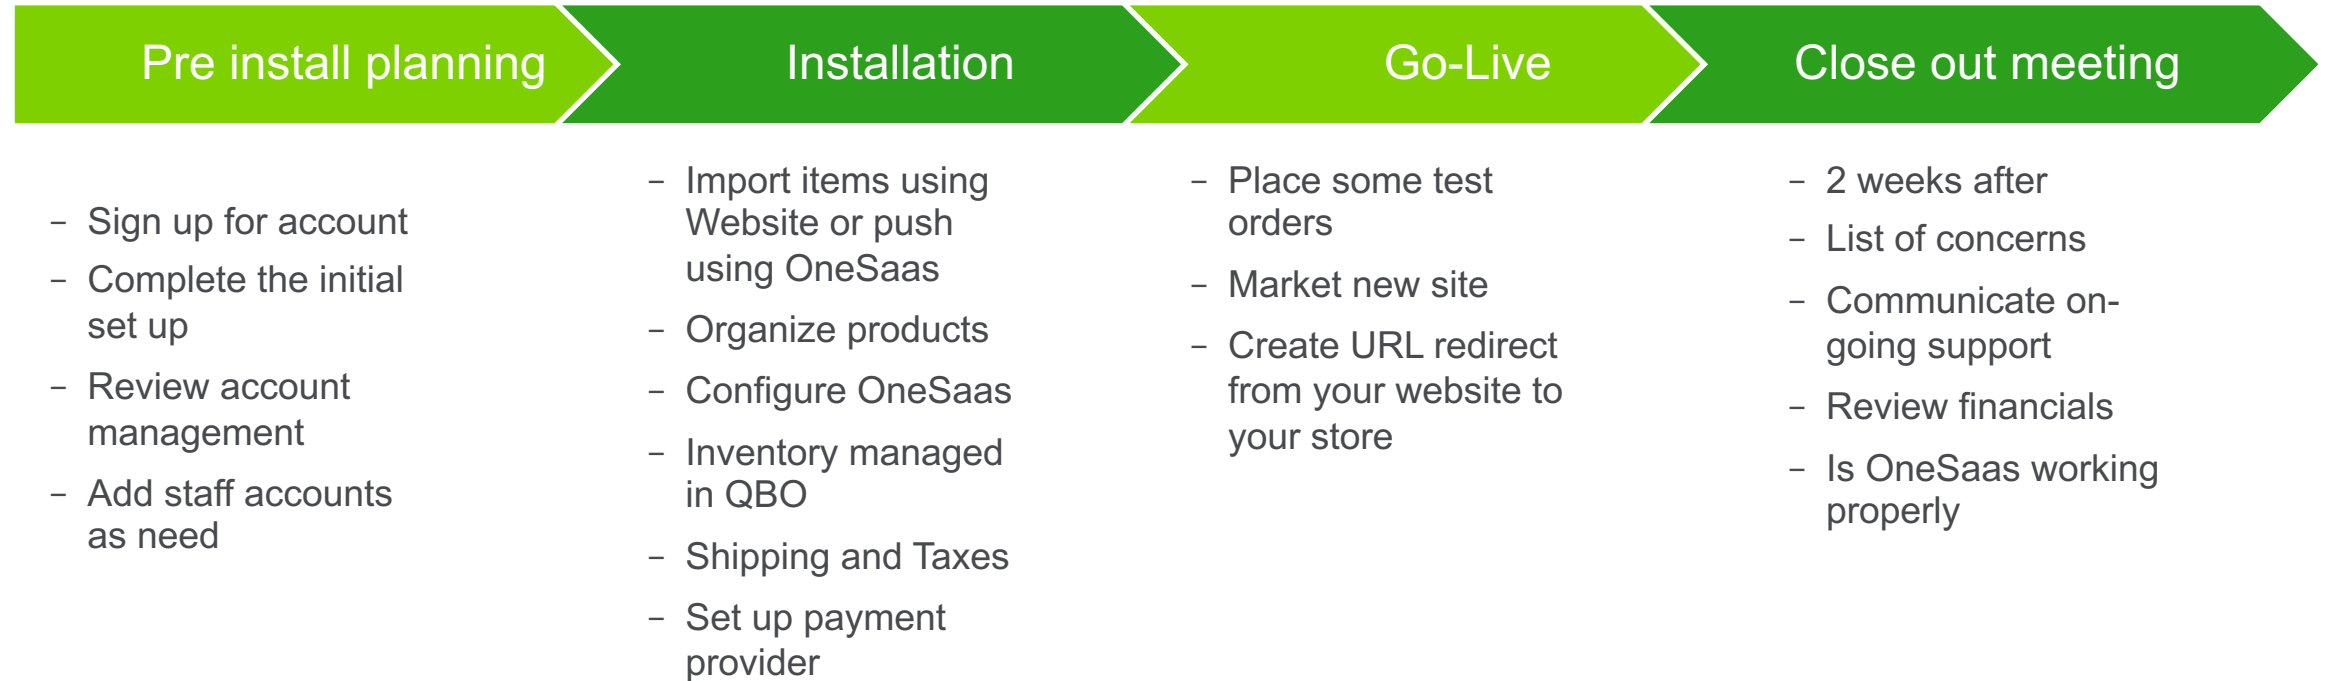 Pre install planning
Installation
Go-Live
Close out meeting
– Sign up for account
– Complete the initial
set up
– Review account
management
– Add staff accounts
as need
– Import items using
Website or push
using OneSaas
– Organize products
– Configure OneSaas
– Inventory managed
in QBO
– Shipping and Taxes
– Set up payment
provider
– Place some test
orders
– Market new site
– Create URL redirect
from your website to
your store
– 2 weeks after
– List of concerns
– Communicate on-
going support
– Review financials
– Is OneSaas working
properly